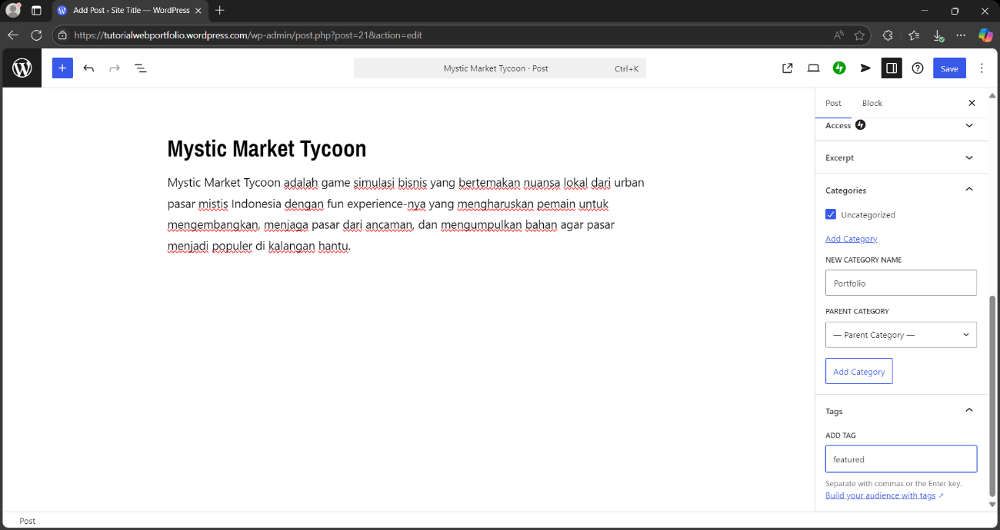 Add Post ‹ Site Title — WordPress
https://tutorialwebportfolio.wordpress.com/wp-admin/post.php?post=21&action=edit
Mystic Market Tycoon · Post Ctrl+K
Save
Post Block
Access
Excerpt
Mystic Market Tycoon
Mystic Market Tycoon adalah game simulasi bisnis yang bertemakan nuansa lokal dari urban
pasar mistis Indonesia dengan fun experience-nya yang mengharuskan pemain untuk
mengembangkan, menjaga pasar dari ancaman, dan mengumpulkan bahan agar pasar
menjadi populer di kalangan hantu.
Categories
Uncategorized
Add Category
NEW CATEGORY NAME
Portfolio
PARENT CATEGORY
— Parent Category —
Add Category
Tags
ADD TAG
featured
Separate with commas or the Enter key.
Build your audience with tags ↗
Post